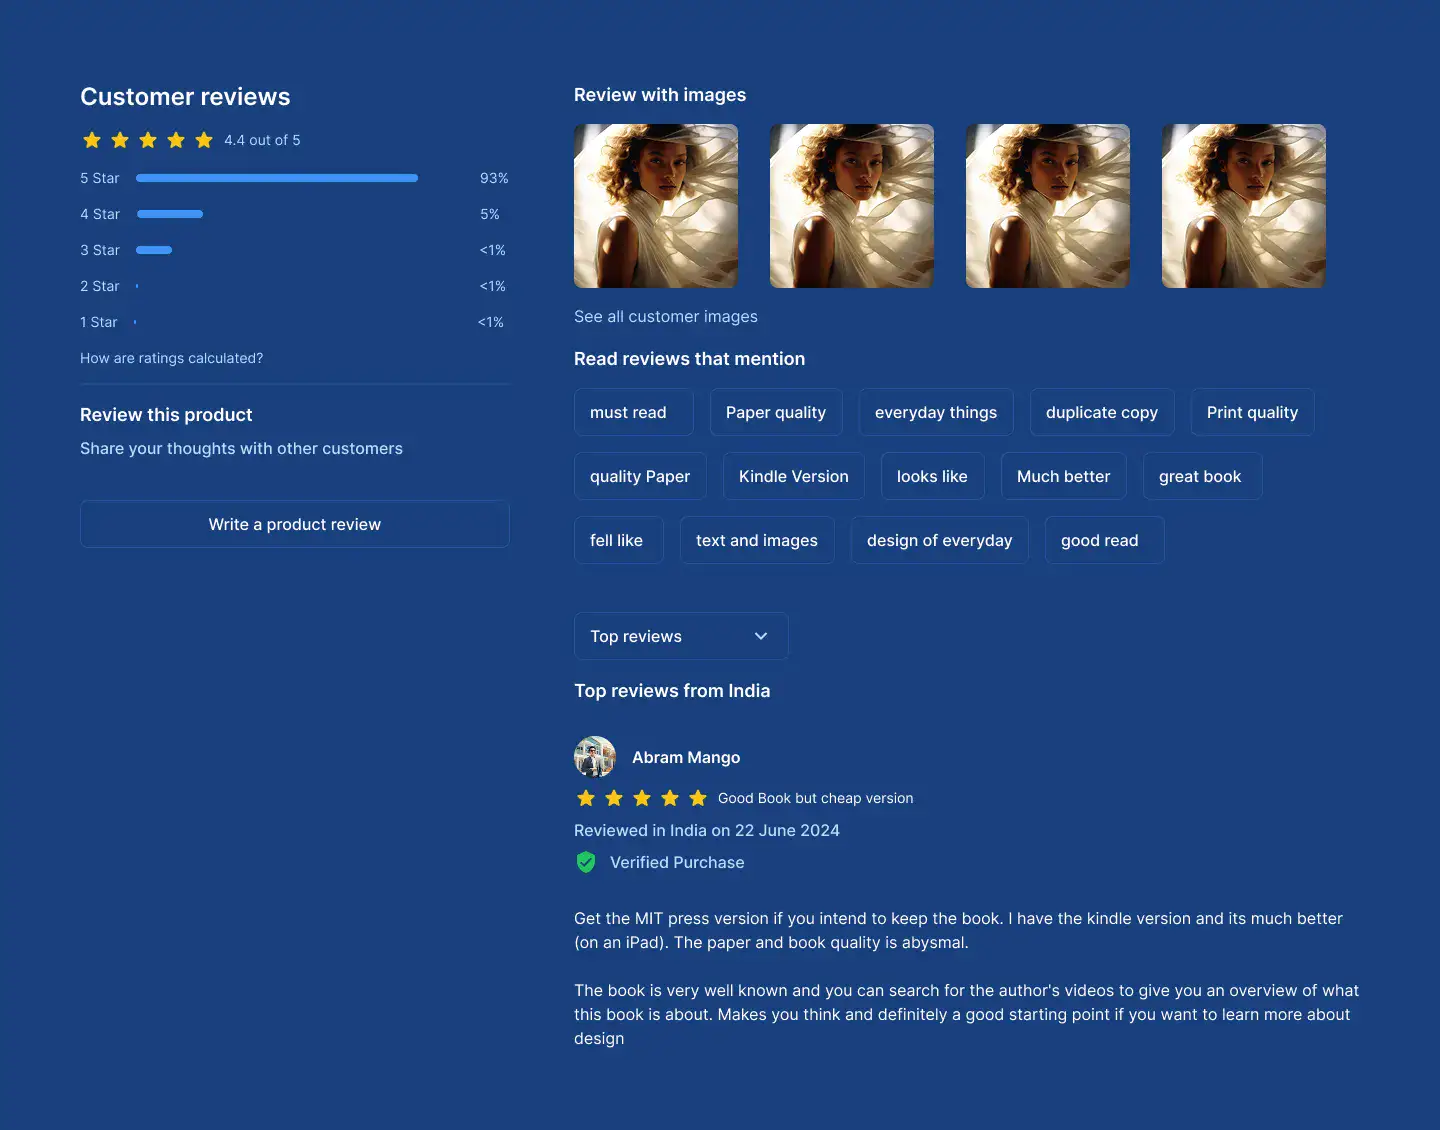 Customer reviews
4.4 out of 5
5 Star 93%
4 Star 5%
3 Star <1%
2 Star <1%
1 Star <1%
How are ratings calculated?
Review this product
Share your thoughts with other customers
Write a product review
Review with images
See all customer images
Read reviews that mention
must read Paper quality everyday things duplicate copy Print quality
quality Paper Kindle Version looks like Much better great book
fell like text and images design of everyday good read
Top reviews
Top reviews from India
Abram Mango
Good Book but cheap version
Reviewed in India on 22 June 2024
Verified Purchase
Get the MIT press version if you intend to keep the book. I have the kindle version and its much better
(on an iPad). The paper and book quality is abysmal.
The book is very well known and you can search for the author's videos to give you an overview of what
this book is about. Makes you think and definitely a good starting point if you want to learn more about
design